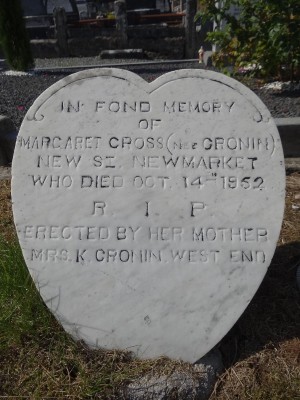 IN FOND MEMORY
OF
MARGARET CROSS (NEE CRONIN)
NEW ST. NEWMARKET
WHO DIED OCT. 14TH 1952
R I P
ERECTED BY HER MOTHER
MRS. K. CRONIN. WEST END